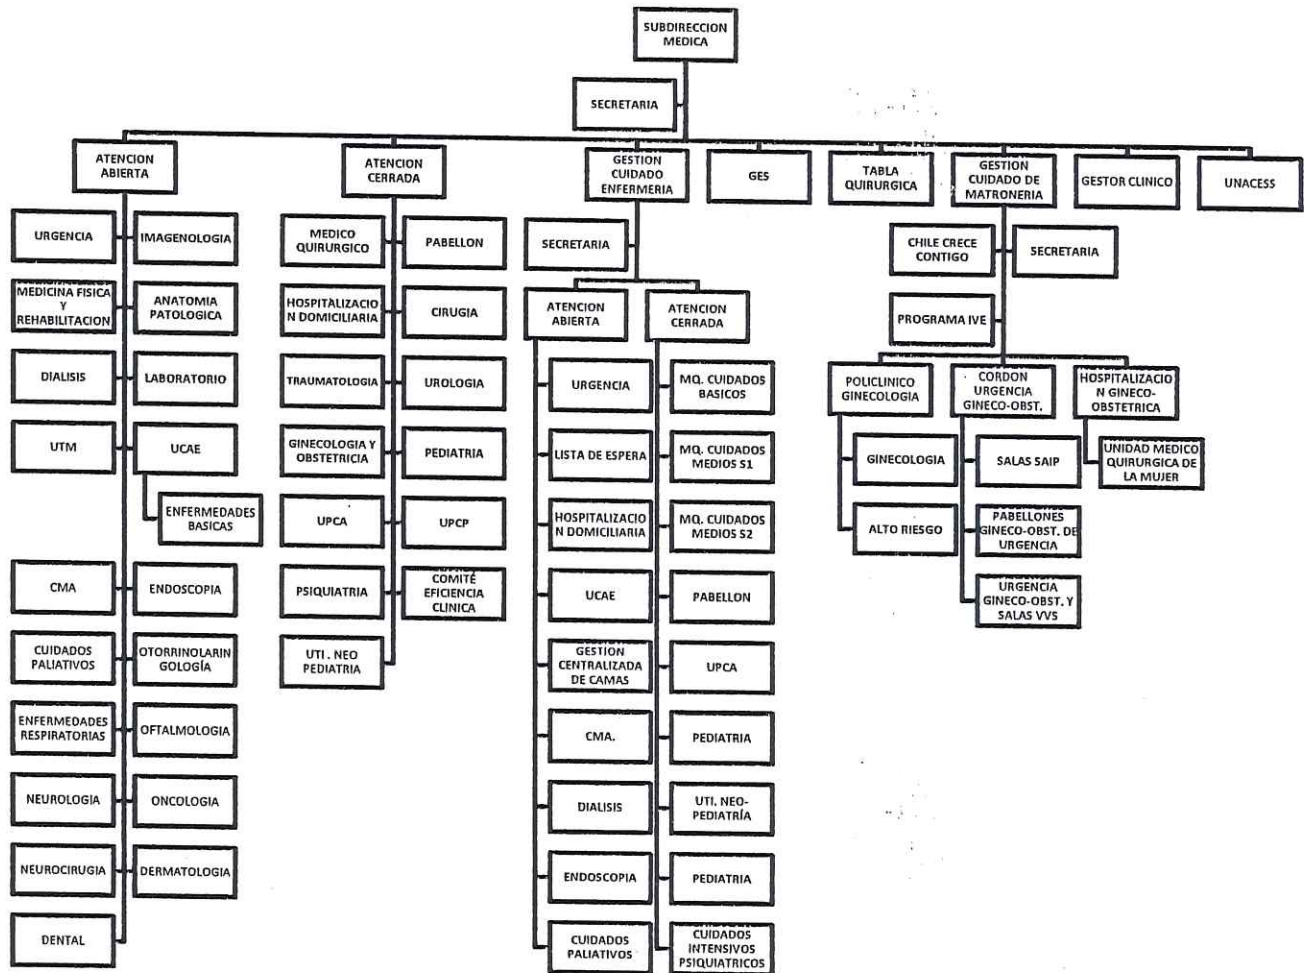 SUBDIRECCION
MEDICA
SECRETARIA
ATENCION
ABIERTA
ATENCION
CERRADA
GESTION
CUIDADO
ENFERMERIA
GES
TABLA
QUIRURGICA
GESTION
CUIDADO DE
MATRONERIA
GESTOR CLINICO
UNACESS
URGENCIA
IMAGENOLOGIA
MEDICINA FISICA
Y
REHABILITACION
ANATOMIA
PATOLOGICA
DIALISIS
LABORATORIO
UTM
UCAE
ENFERMEDADES
BASICAS
CMA
ENDOSCOPIA
CUIDADOS
PALIATIVOS
OTORRINOLARIN
GOLOGÍA
ENFERMEDADES
RESPIRATORIAS
OFTALMOLOGIA
NEUROLOGIA
ONCOLOGIA
NEUROCIRUGIA
DERMATOLOGIA
DENTAL
MEDICO
QUIRURGICO
PABELLON
HOSPITALIZACIO
N DOMICILIARIA
CIRUGIA
TRAUMATOLOGIA
UROLOGIA
GINECOLOGIA Y
OBSTETRICIA
PEDIATRIA
UPCA
UPCP
PSIQUIATRIA
COMITÉ
EFICIENCIA
CLINICA
UTI . NEO
PEDIATRIA
SECRETARIA
ATENCION
ABIERTA
ATENCION
CERRADA
URGENCIA
MQ. CUIDADOS
BASICOS
LISTA DE ESPERA
MQ. CUIDADOS
MEDIOS S1
HOSPITALIZACIO
N DOMICILIARIA
MQ. CUIDADOS
MEDIOS S2
UCAE
PABELLON
GESTION
CENTRALIZADA
DE CAMAS
UPCA
CMA.
PEDIATRIA
DIALISIS
UTI. NEO-
PEDIATRÍA
ENDOSCOPIA
PEDIATRIA
CUIDADOS
PALIATIVOS
CUIDADOS
INTENSIVOS
PSIQUIATRICOS
CHILE CRECE
CONTIGO
SECRETARIA
PROGRAMA IVE
POLICLINICO
GINECOLOGIA
CORDON
URGENCIA
GINECO-OBST.
HOSPITALIZACIO
N GINECO-
OBSTETRICA
GINECOLOGIA
SALAS SAIP
UNIDAD MEDICO
QUIRURGICA DE
LA MUJER
ALTO RIESGO
PABELLONES
GINECO-OBST. DE
URGENCIA
URGENCIA
GINECO-OBST. Y
SALAS VVS